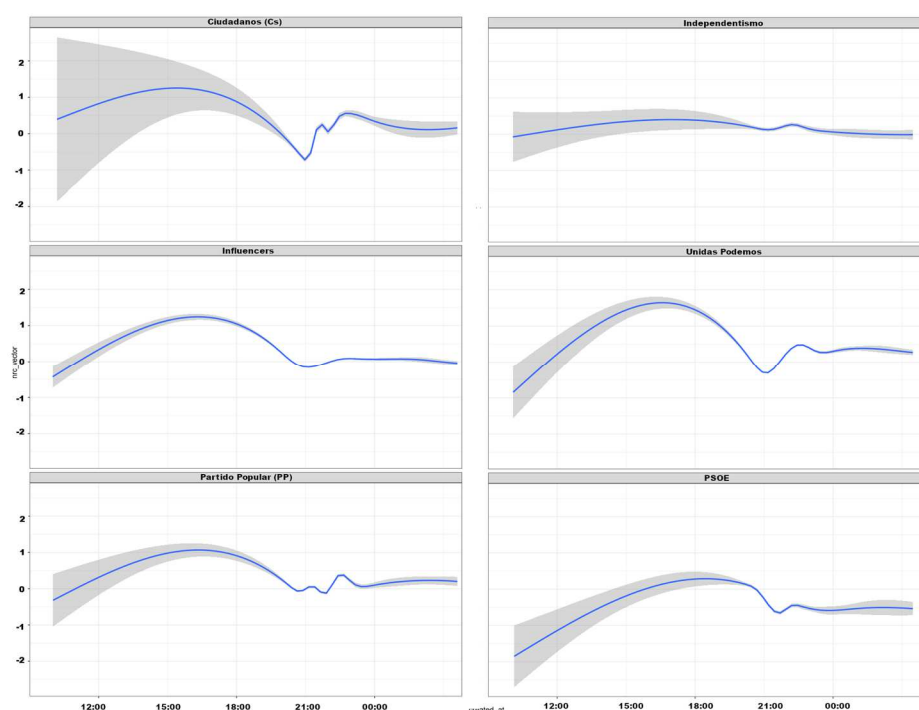 Ciudadanos (Cs)
Independentismo
2
1
0
-1
-2
Influencers
Unidas Podemos
2
1
0
-1
-2
nrc_vector
Partido Popular (PP)
PSOE
2
1
0
-1
-2
12:00 15:00 18:00 21:00 00:00
12:00 15:00 18:00 21:00 00:00